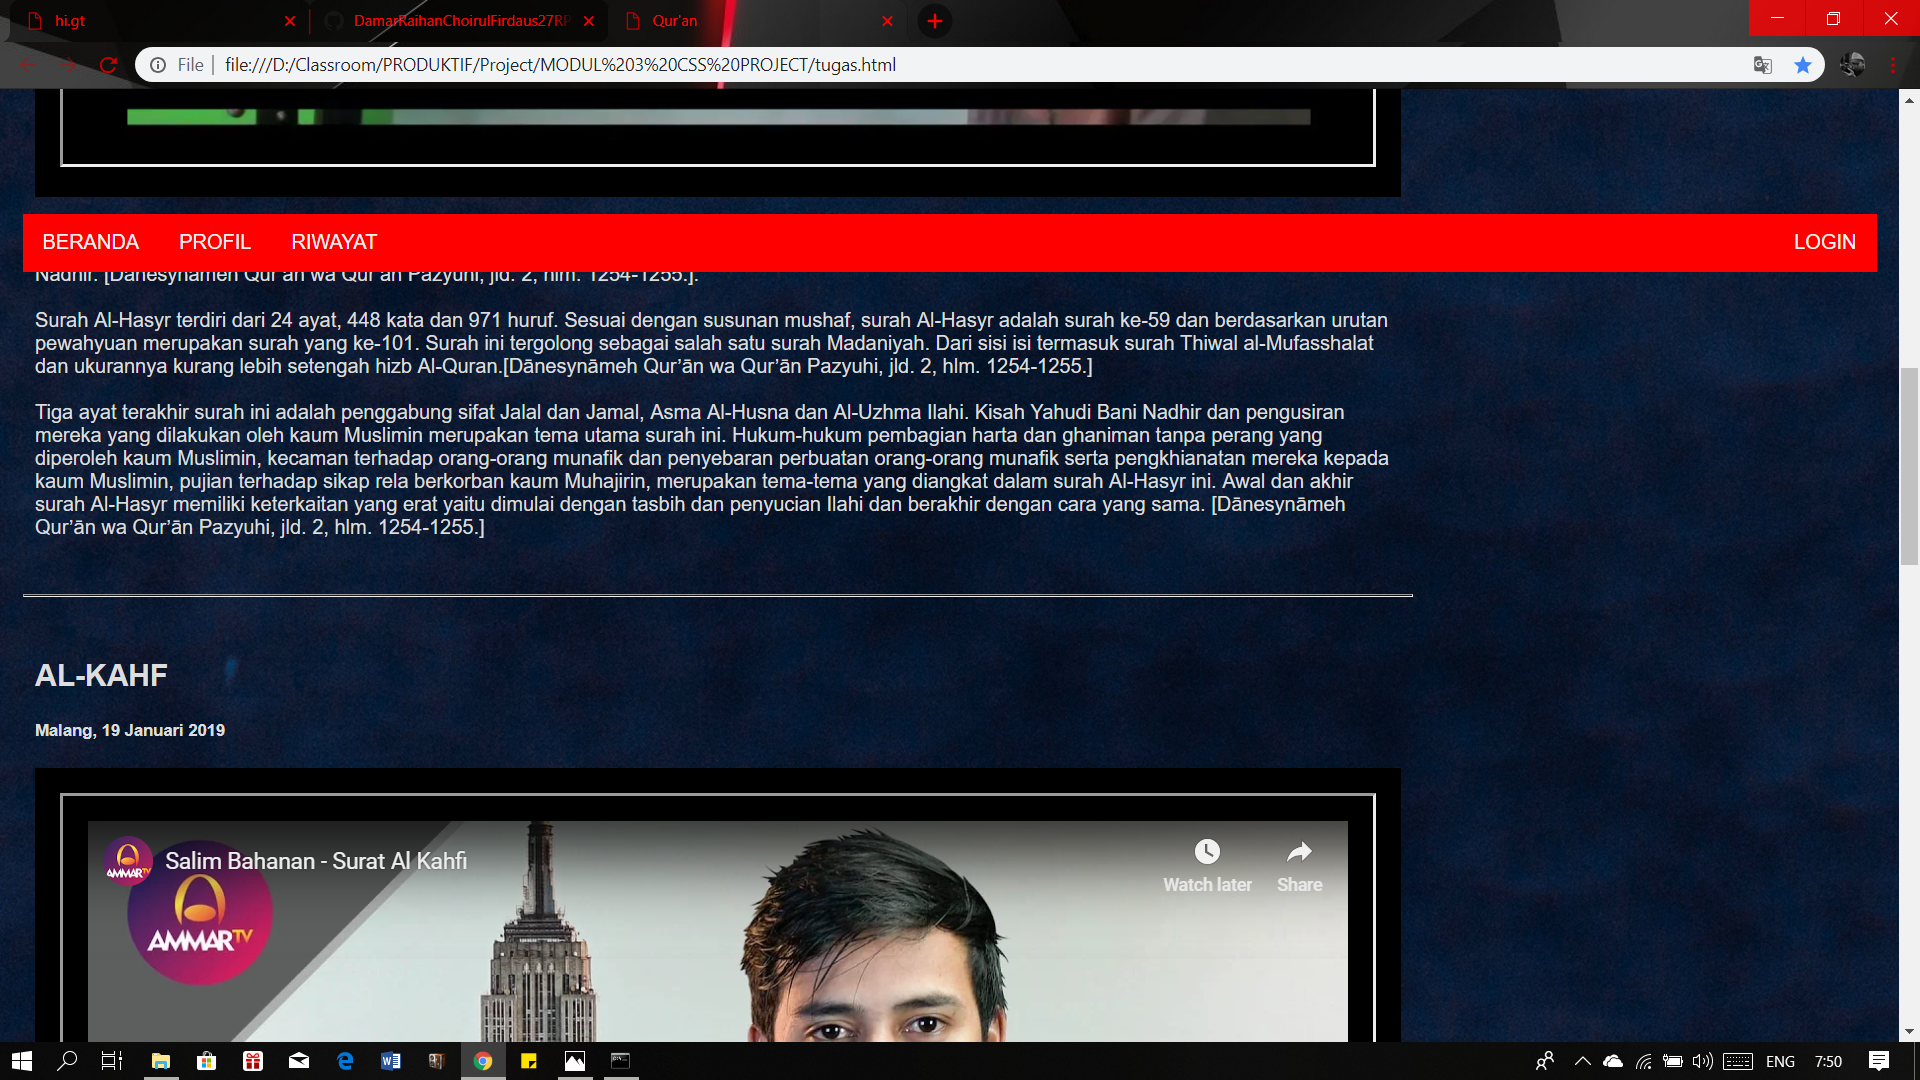 hi.gt
DamarRaihanChoirulFirdaus27RP
Qur'an
File
file:///D:/Classroom/PRODUKTIF/Project/MODUL%203%20CSS%20PROJECT/tugas.html
BERANDA PROFIL RIWAYAT LOGIN
Nadhir. [Dānesynāmeh Qur'ān wa Qur'ān Pazyuhi, jld. 2, hlm. 1254-1255.].
Surah Al-Hasyr terdiri dari 24 ayat, 448 kata dan 971 huruf. Sesuai dengan susunan mushaf, surah Al-Hasyr adalah surah ke-59 dan berdasarkan urutan
pewahyuan merupakan surah yang ke-101. Surah ini tergolong sebagai salah satu surah Madaniyah. Dari sisi isi termasuk surah Thiwal al-Mufasshalat
dan ukurannya kurang lebih setengah hizb Al-Quran.[Dānesynāmeh Qur’ān wa Qur’ān Pazyuhi, jld. 2, hlm. 1254-1255.]
Tiga ayat terakhir surah ini adalah penggabung sifat Jalal dan Jamal, Asma Al-Husna dan Al-Uzhma Ilahi. Kisah Yahudi Bani Nadhir dan pengusiran
mereka yang dilakukan oleh kaum Muslimin merupakan tema utama surah ini. Hukum-hukum pembagian harta dan ghaniman tanpa perang yang
diperoleh kaum Muslimin, kecaman terhadap orang-orang munafik dan penyebaran perbuatan orang-orang munafik serta pengkhianatan mereka kepada
kaum Muslimin, pujian terhadap sikap rela berkorban kaum Muhajirin, merupakan tema-tema yang diangkat dalam surah Al-Hasyr ini. Awal dan akhir
surah Al-Hasyr memiliki keterkaitan yang erat yaitu dimulai dengan tasbih dan penyucian Ilahi dan berakhir dengan cara yang sama. [Dānesynāmeh
Qur’ān wa Qur’ān Pazyuhi, jld. 2, hlm. 1254-1255.]
AL-KAHF
Malang, 19 Januari 2019
AMMARTV
Salim Bahanan - Surat Al Kahfi
Watch later
Share
AMMARTV
ENG
7:50